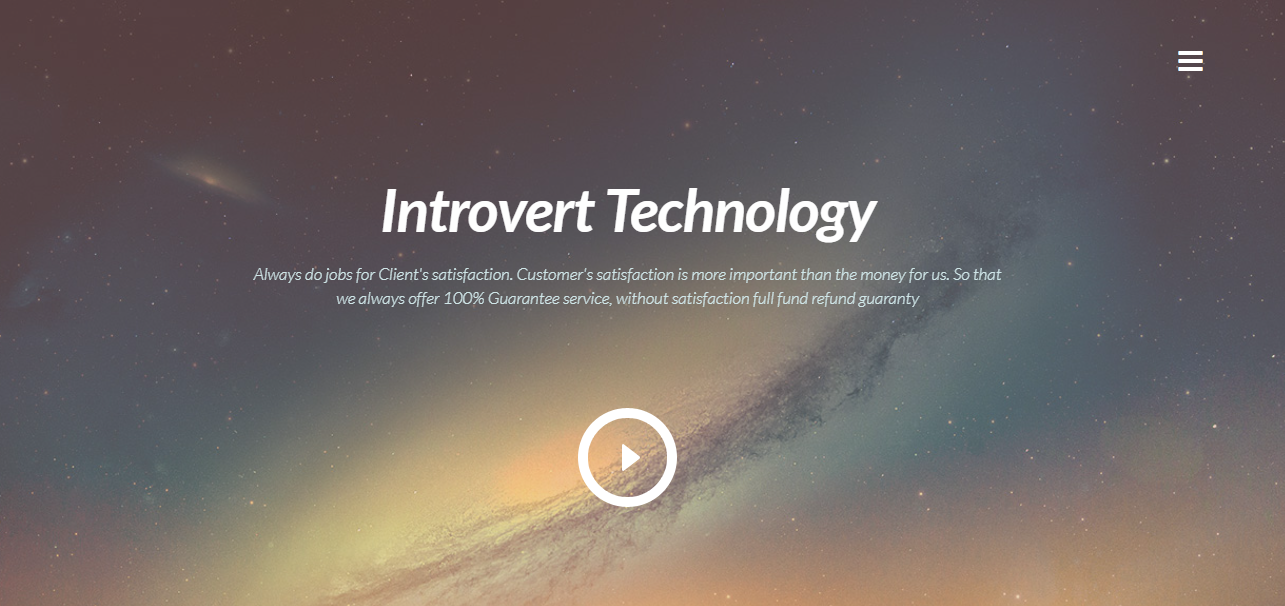 Introvert Technology
Always do jobs for Client's satisfaction. Customer's satisfaction is more important than the money for us. So that
we always offer 100% Guarantee service, without satisfaction full fund refund guaranty